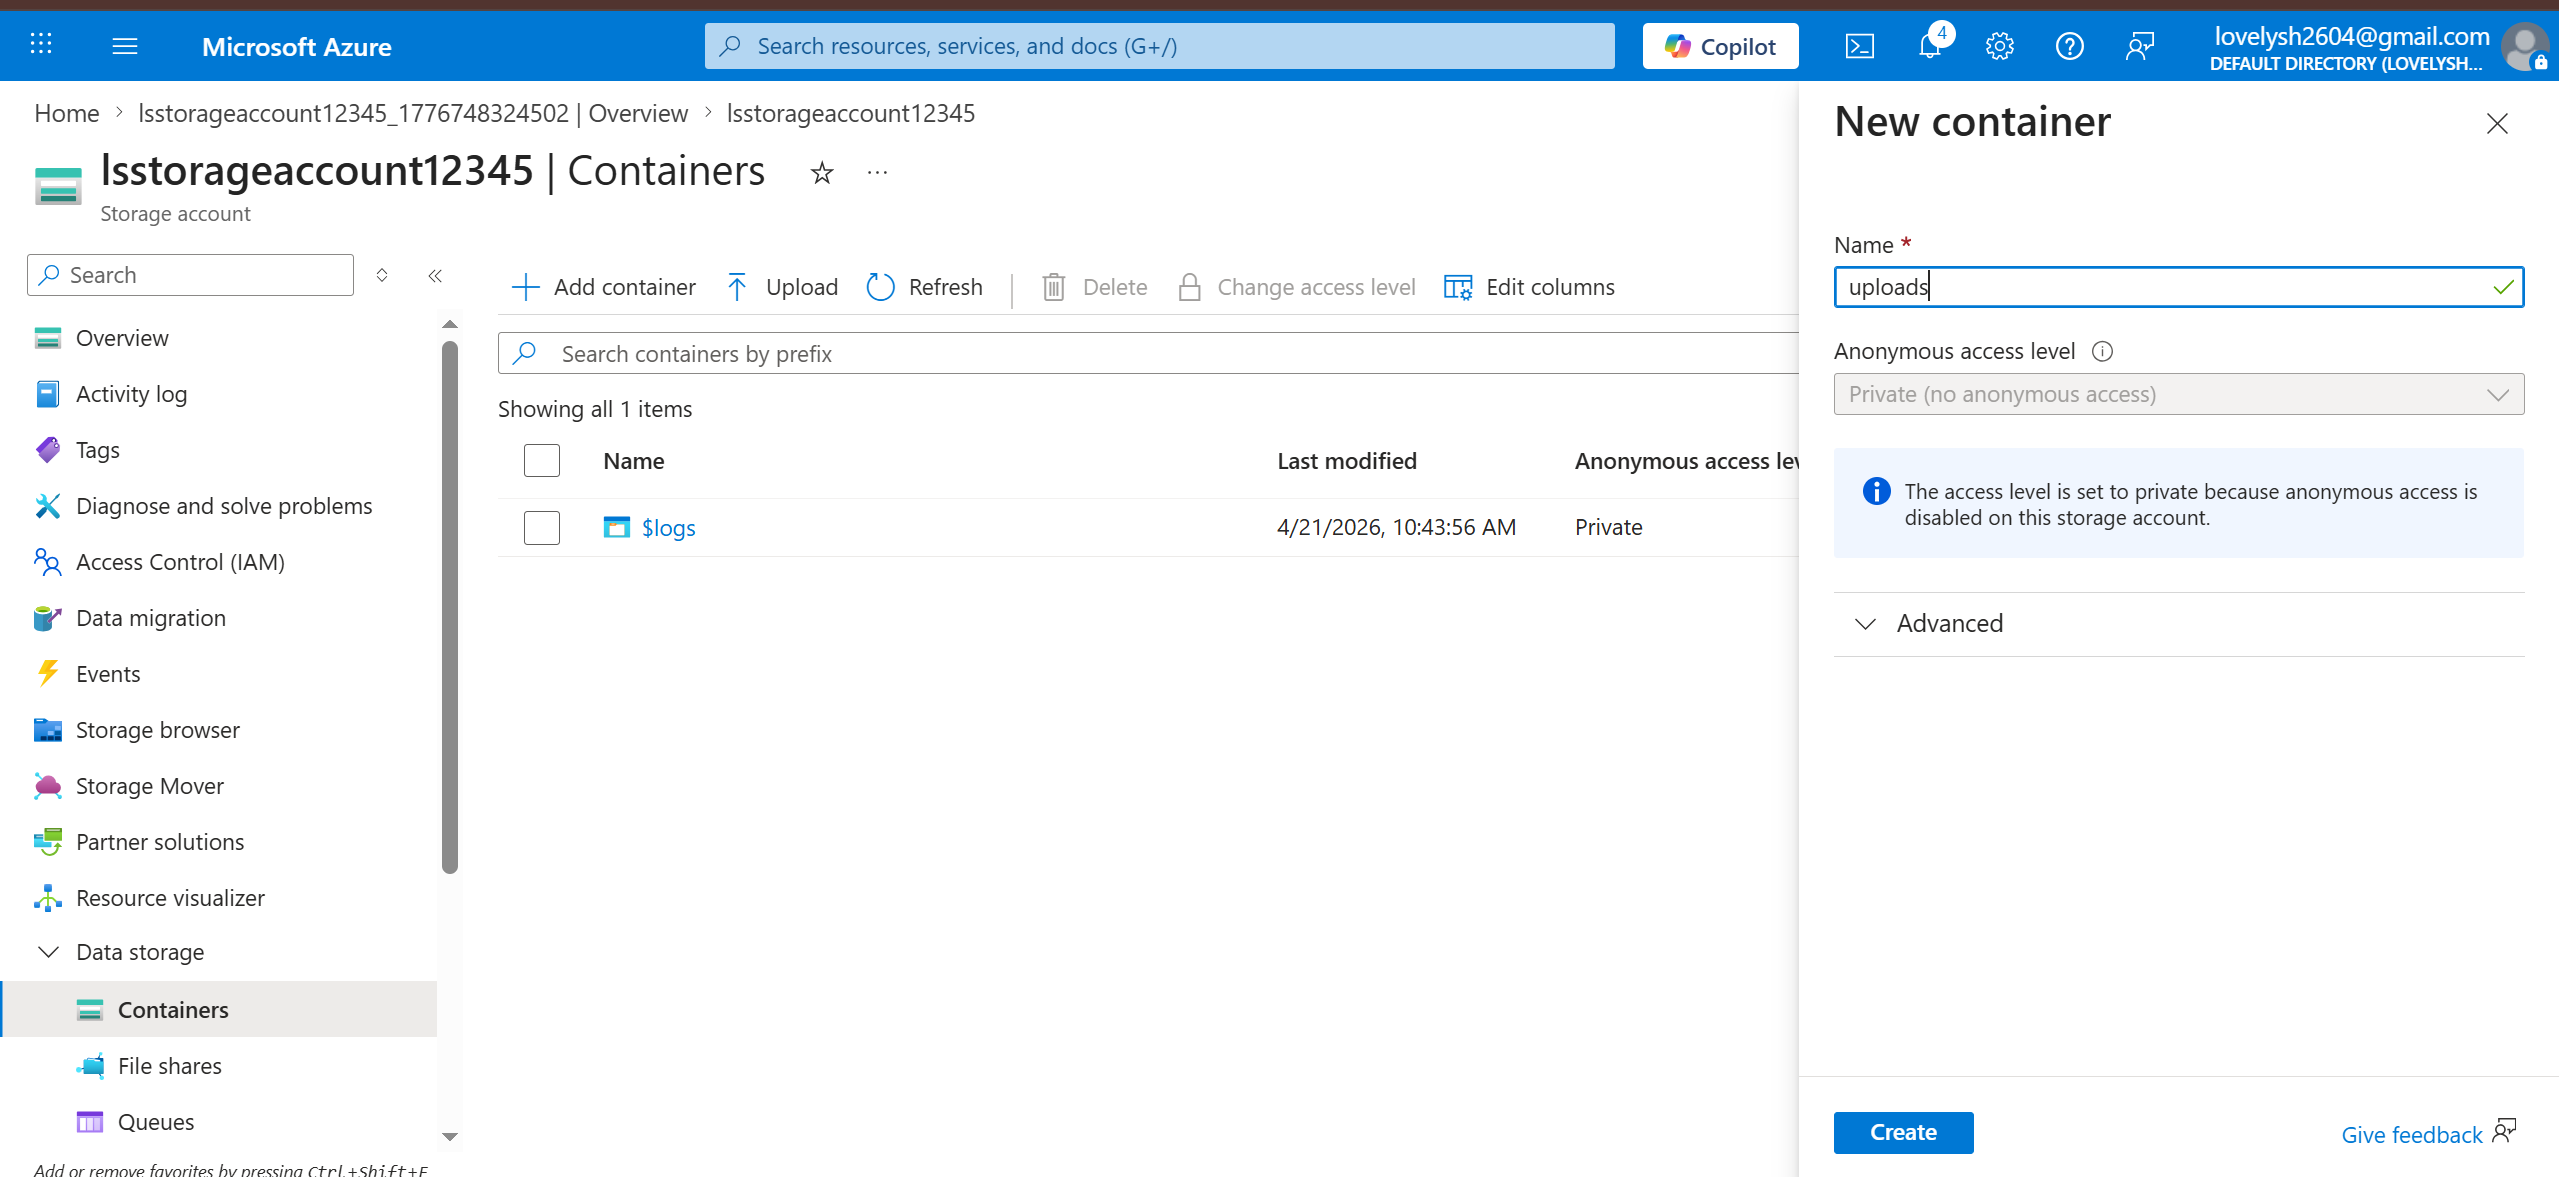 Microsoft Azure
Search resources, services, and docs (G+/)
Copilot
4
lovelysh2604@gmail.com
DEFAULT DIRECTORY (LOVELYSH...
Home > lsstorageaccount12345_1776748324502 | Overview > lsstorageaccount12345
lsstorageaccount12345 | Containers
...
Storage account
Search
Overview
Activity log
Tags
Diagnose and solve problems
Access Control (IAM)
Data migration
Events
Storage browser
Storage Mover
Partner solutions
Resource visualizer
Data storage
Containers
File shares
Queues
Add or remove favorites by pressing Ctrl+Shift+F
Add container Upload Refresh Delete Change access level Edit columns
Search containers by prefix
Showing all 1 items
Name Last modified Anonymous access lev
$logs 4/21/2026, 10:43:56 AM Private
New container
Name *
uploads
Anonymous access level
Private (no anonymous access)
The access level is set to private because anonymous access is
disabled on this storage account.
Advanced
Create
Give feedback